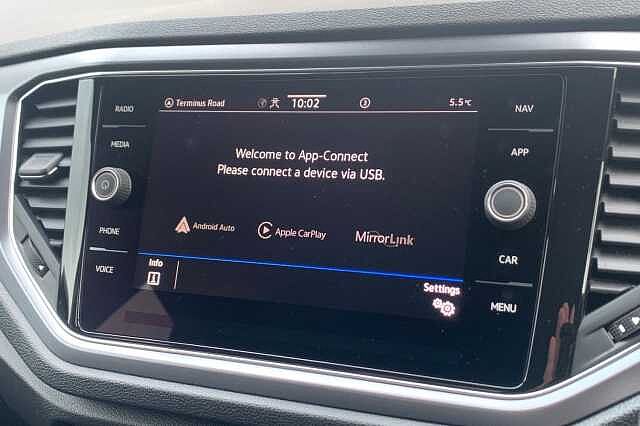 RADIO
MEDIA
PHONE
VOICE
Terminus Road
10:02
5.5°C
Welcome to App-Connect
Please connect a device via USB.
Android Auto
Apple CarPlay
MirrorLink
Info
Settings
NAV
APP
CAR
MENU